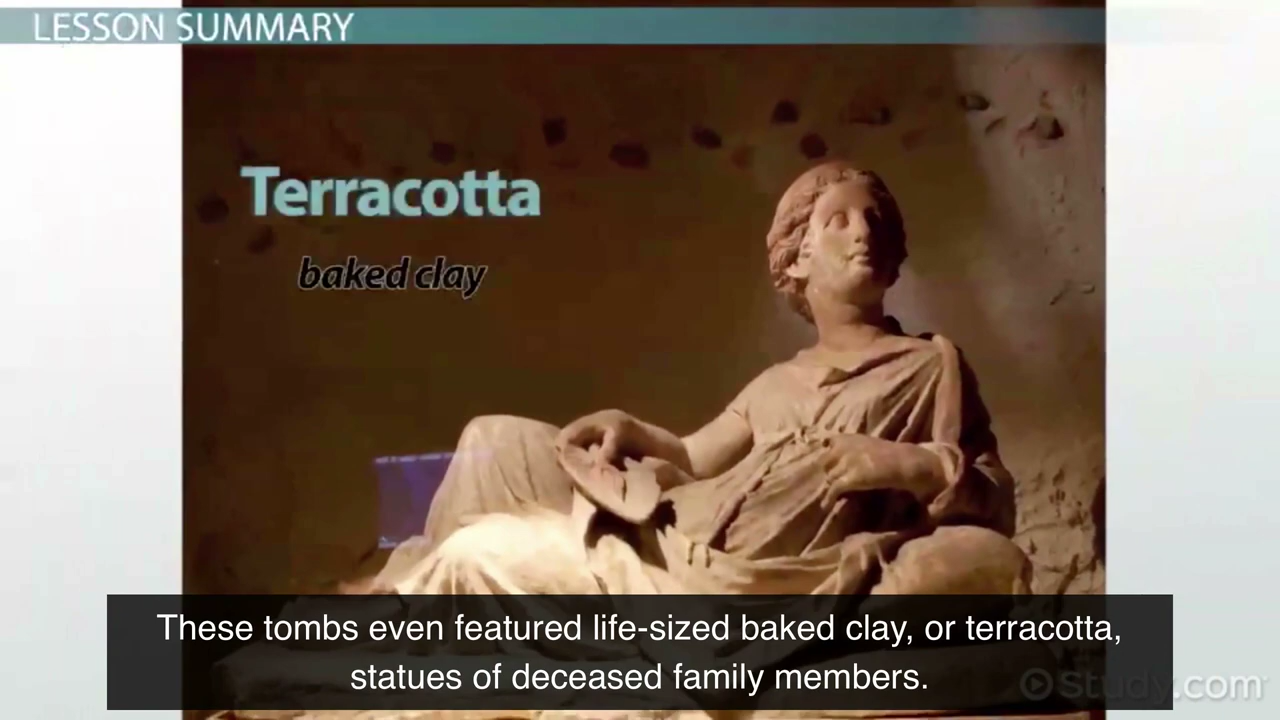 LESSON SUMMARY
Terracotta
baked clay
These tombs even featured life-sized baked clay, or terracotta,
statues of deceased family members.
Study.com